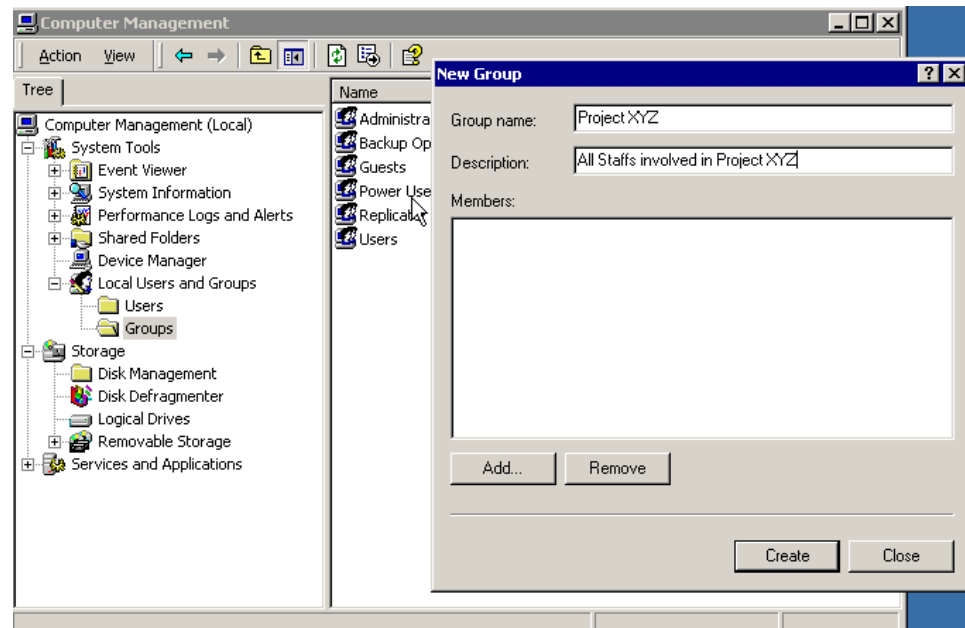 Computer Management
Action View
Tree
Computer Management (Local)
System Tools
Event Viewer
System Information
Performance Logs and Alerts
Shared Folders
Device Manager
Local Users and Groups
Users
Groups
Storage
Disk Management
Disk Defragmenter
Logical Drives
Removable Storage
Services and Applications
Name
Administra
Backup Op
Guests
Power Use
Replicat
Users
New Group
Group name: Project XYZ
Description: All Staffs involved in Project XYZ
Members:
Add... Remove
Create Close